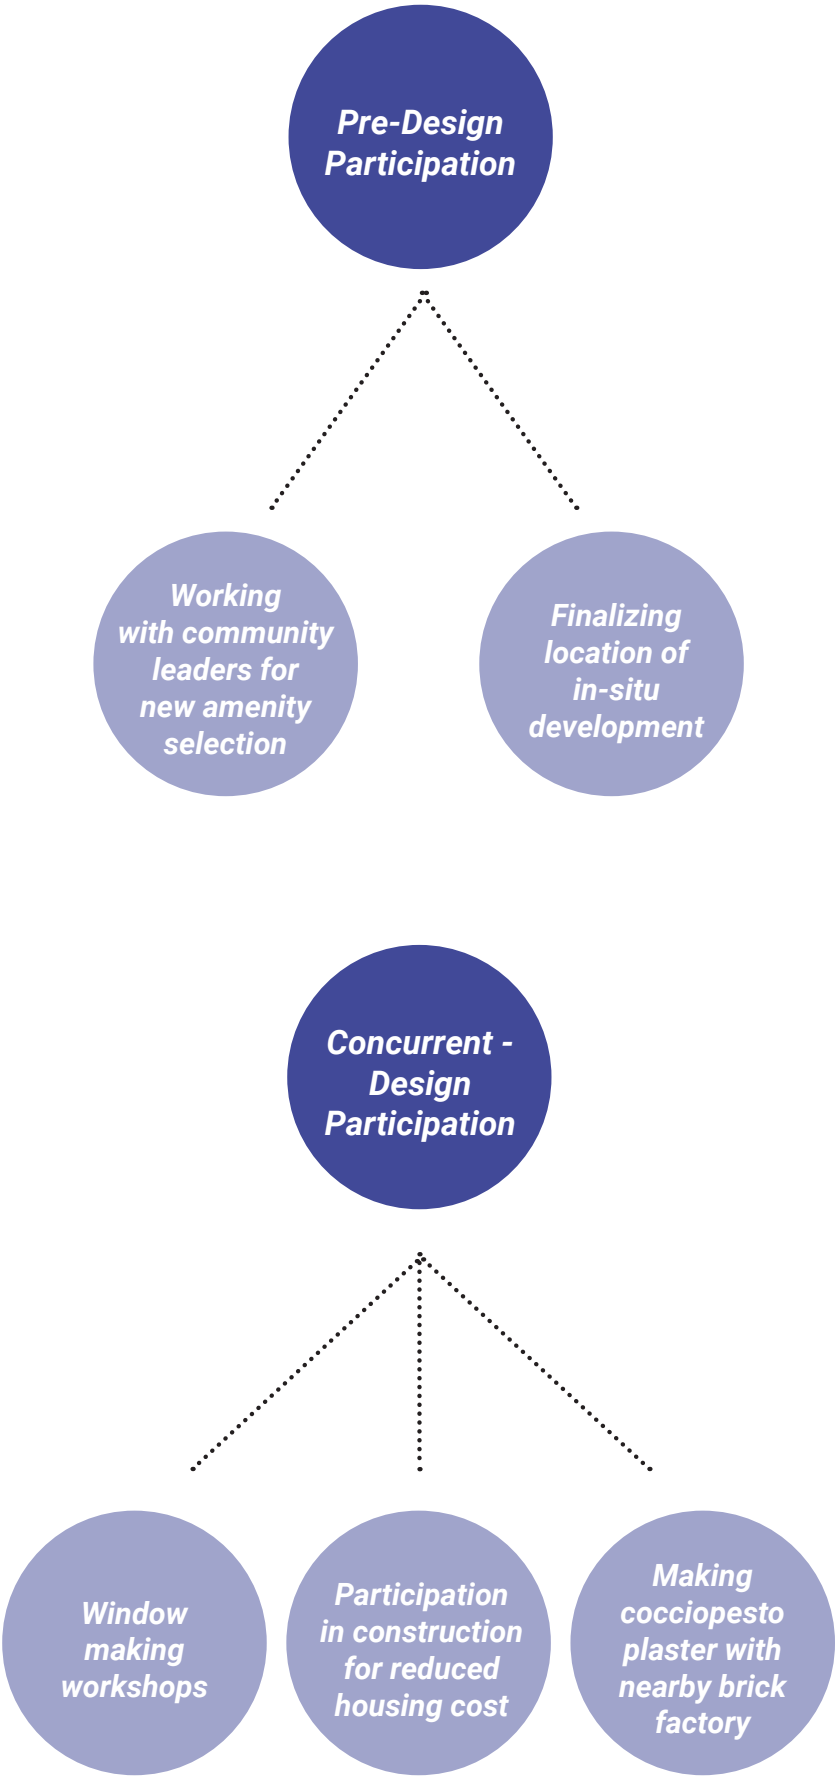 Pre-Design
Participation
Working
with community
leaders for
new amenity
selection
Finalizing
location of
in-situ
development
Concurrent -
Design
Participation
Window
making
workshops
Participation
in construction
for reduced
housing cost
Making
cocciopesto
plaster with
nearby brick
factory